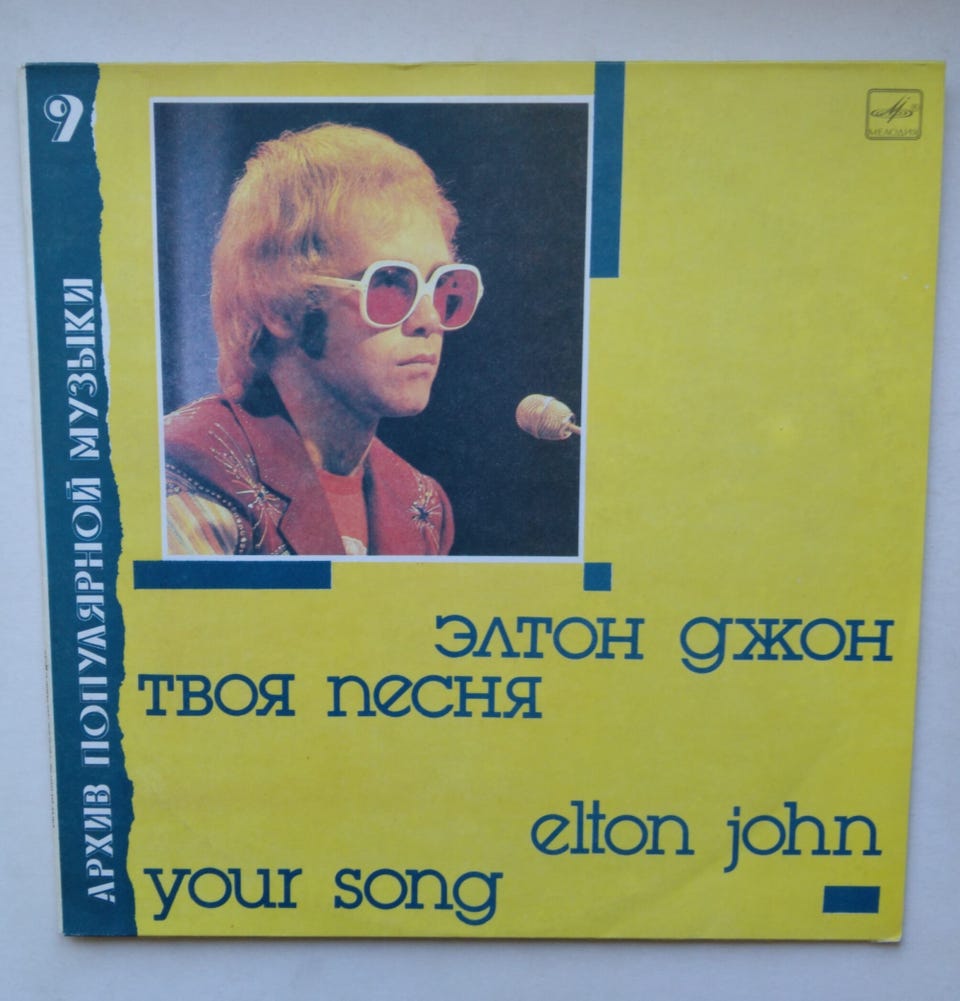 9
АРХИВ ПОПУЛЯРНОЙ МУЗЫКИ
МЕЛОДИЯ
элтон джон
твоя песня
elton john
your song